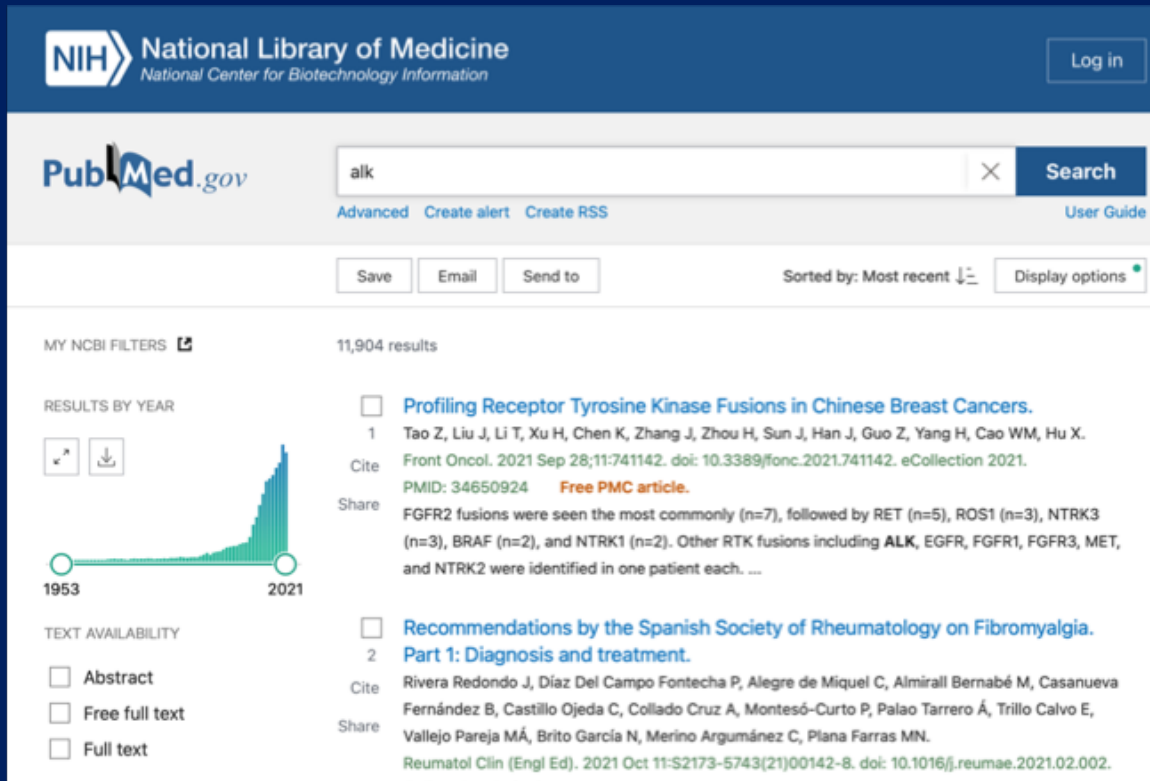 NIH National Library of Medicine
National Center for Biotechnology Information
Log in
PubMed.gov
alk
Search
Advanced Create alert Create RSS
User Guide
Save Email Send to
Sorted by: Most recent
Display options
MY NCBI FILTERS
11,904 results
RESULTS BY YEAR
1953 2021
TEXT AVAILABILITY
Abstract
Free full text
Full text
Profiling Receptor Tyrosine Kinase Fusions in Chinese Breast Cancers.
1
Cite
Share
Tao Z, Liu J, Li T, Xu H, Chen K, Zhang J, Zhou H, Sun J, Han J, Guo Z, Yang H, Cao WM, Hu X.
Front Oncol. 2021 Sep 28;11:741142. doi: 10.3389/fonc.2021.741142. eCollection 2021.
PMID: 34650924 Free PMC article.
FGFR2 fusions were seen the most commonly (n=7), followed by RET (n=5), ROS1 (n=3), NTRK3
(n=3), BRAF (n=2), and NTRK1 (n=2). Other RTK fusions including ALK, EGFR, FGFR1, FGFR3, MET,
and NTRK2 were identified in one patient each. ...
Recommendations by the Spanish Society of Rheumatology on Fibromyalgia.
Part 1: Diagnosis and treatment.
2
Cite
Share
Rivera Redondo J, Díaz Del Campo Fontecha P, Alegre de Miquel C, Almirall Bernabé M, Casanueva
Fernández B, Castillo Ojeda C, Collado Cruz A, Montesó-Curto P, Palao Tarrero Á, Trillo Calvo E,
Vallejo Pareja MÁ, Brito García N, Merino Argumánez C, Plana Farras MN.
Reumatol Clin (Engl Ed). 2021 Oct 11:S2173-5743(21)00142-8. doi: 10.1016/j.reumae.2021.02.002.